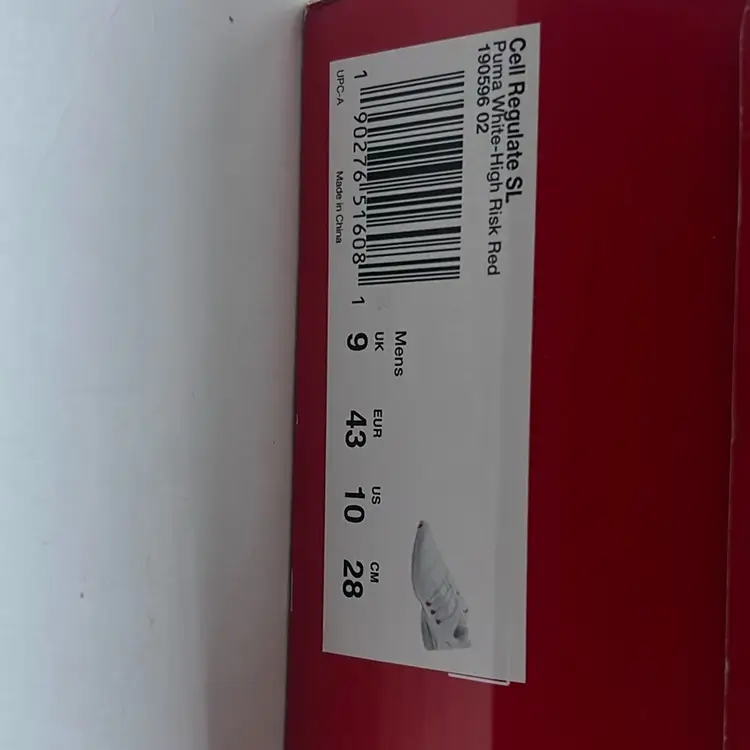 Cell Regulate SL
Puma White-High Risk Red
190596 02
1 90276 51608 1
UPC-A Made in China
Mens
UK EUR US CM
9 43 10 28